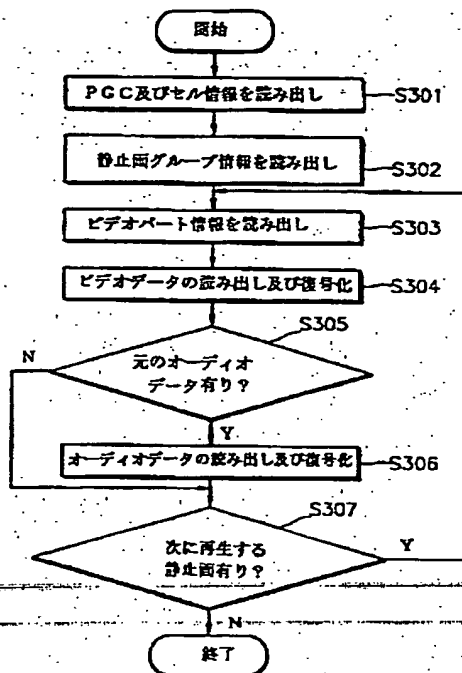 開始
PGC及びセル情報を読み出し
S301
静止画グループ情報を読み出し
S302
ビデオパート情報を読み出し
S303
ビデオデータの読み出し及び復号化
S304
S305
N
元のオーディオ
データ有り?
Y
オーディオデータの読み出し及び復号化
S306
S307
次に再生する
静止画有り?
Y
N
終了